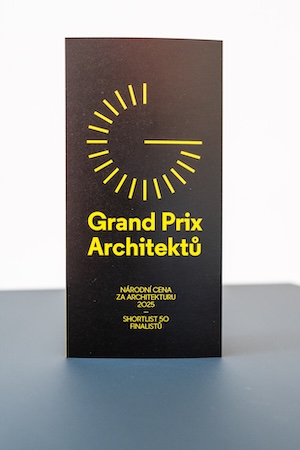 Grand Prix
Architektů
NÁRODNÍ CENA
ZA ARCHITEKTURU
2025
—
SHORTLIST 50
FINALISTŮ